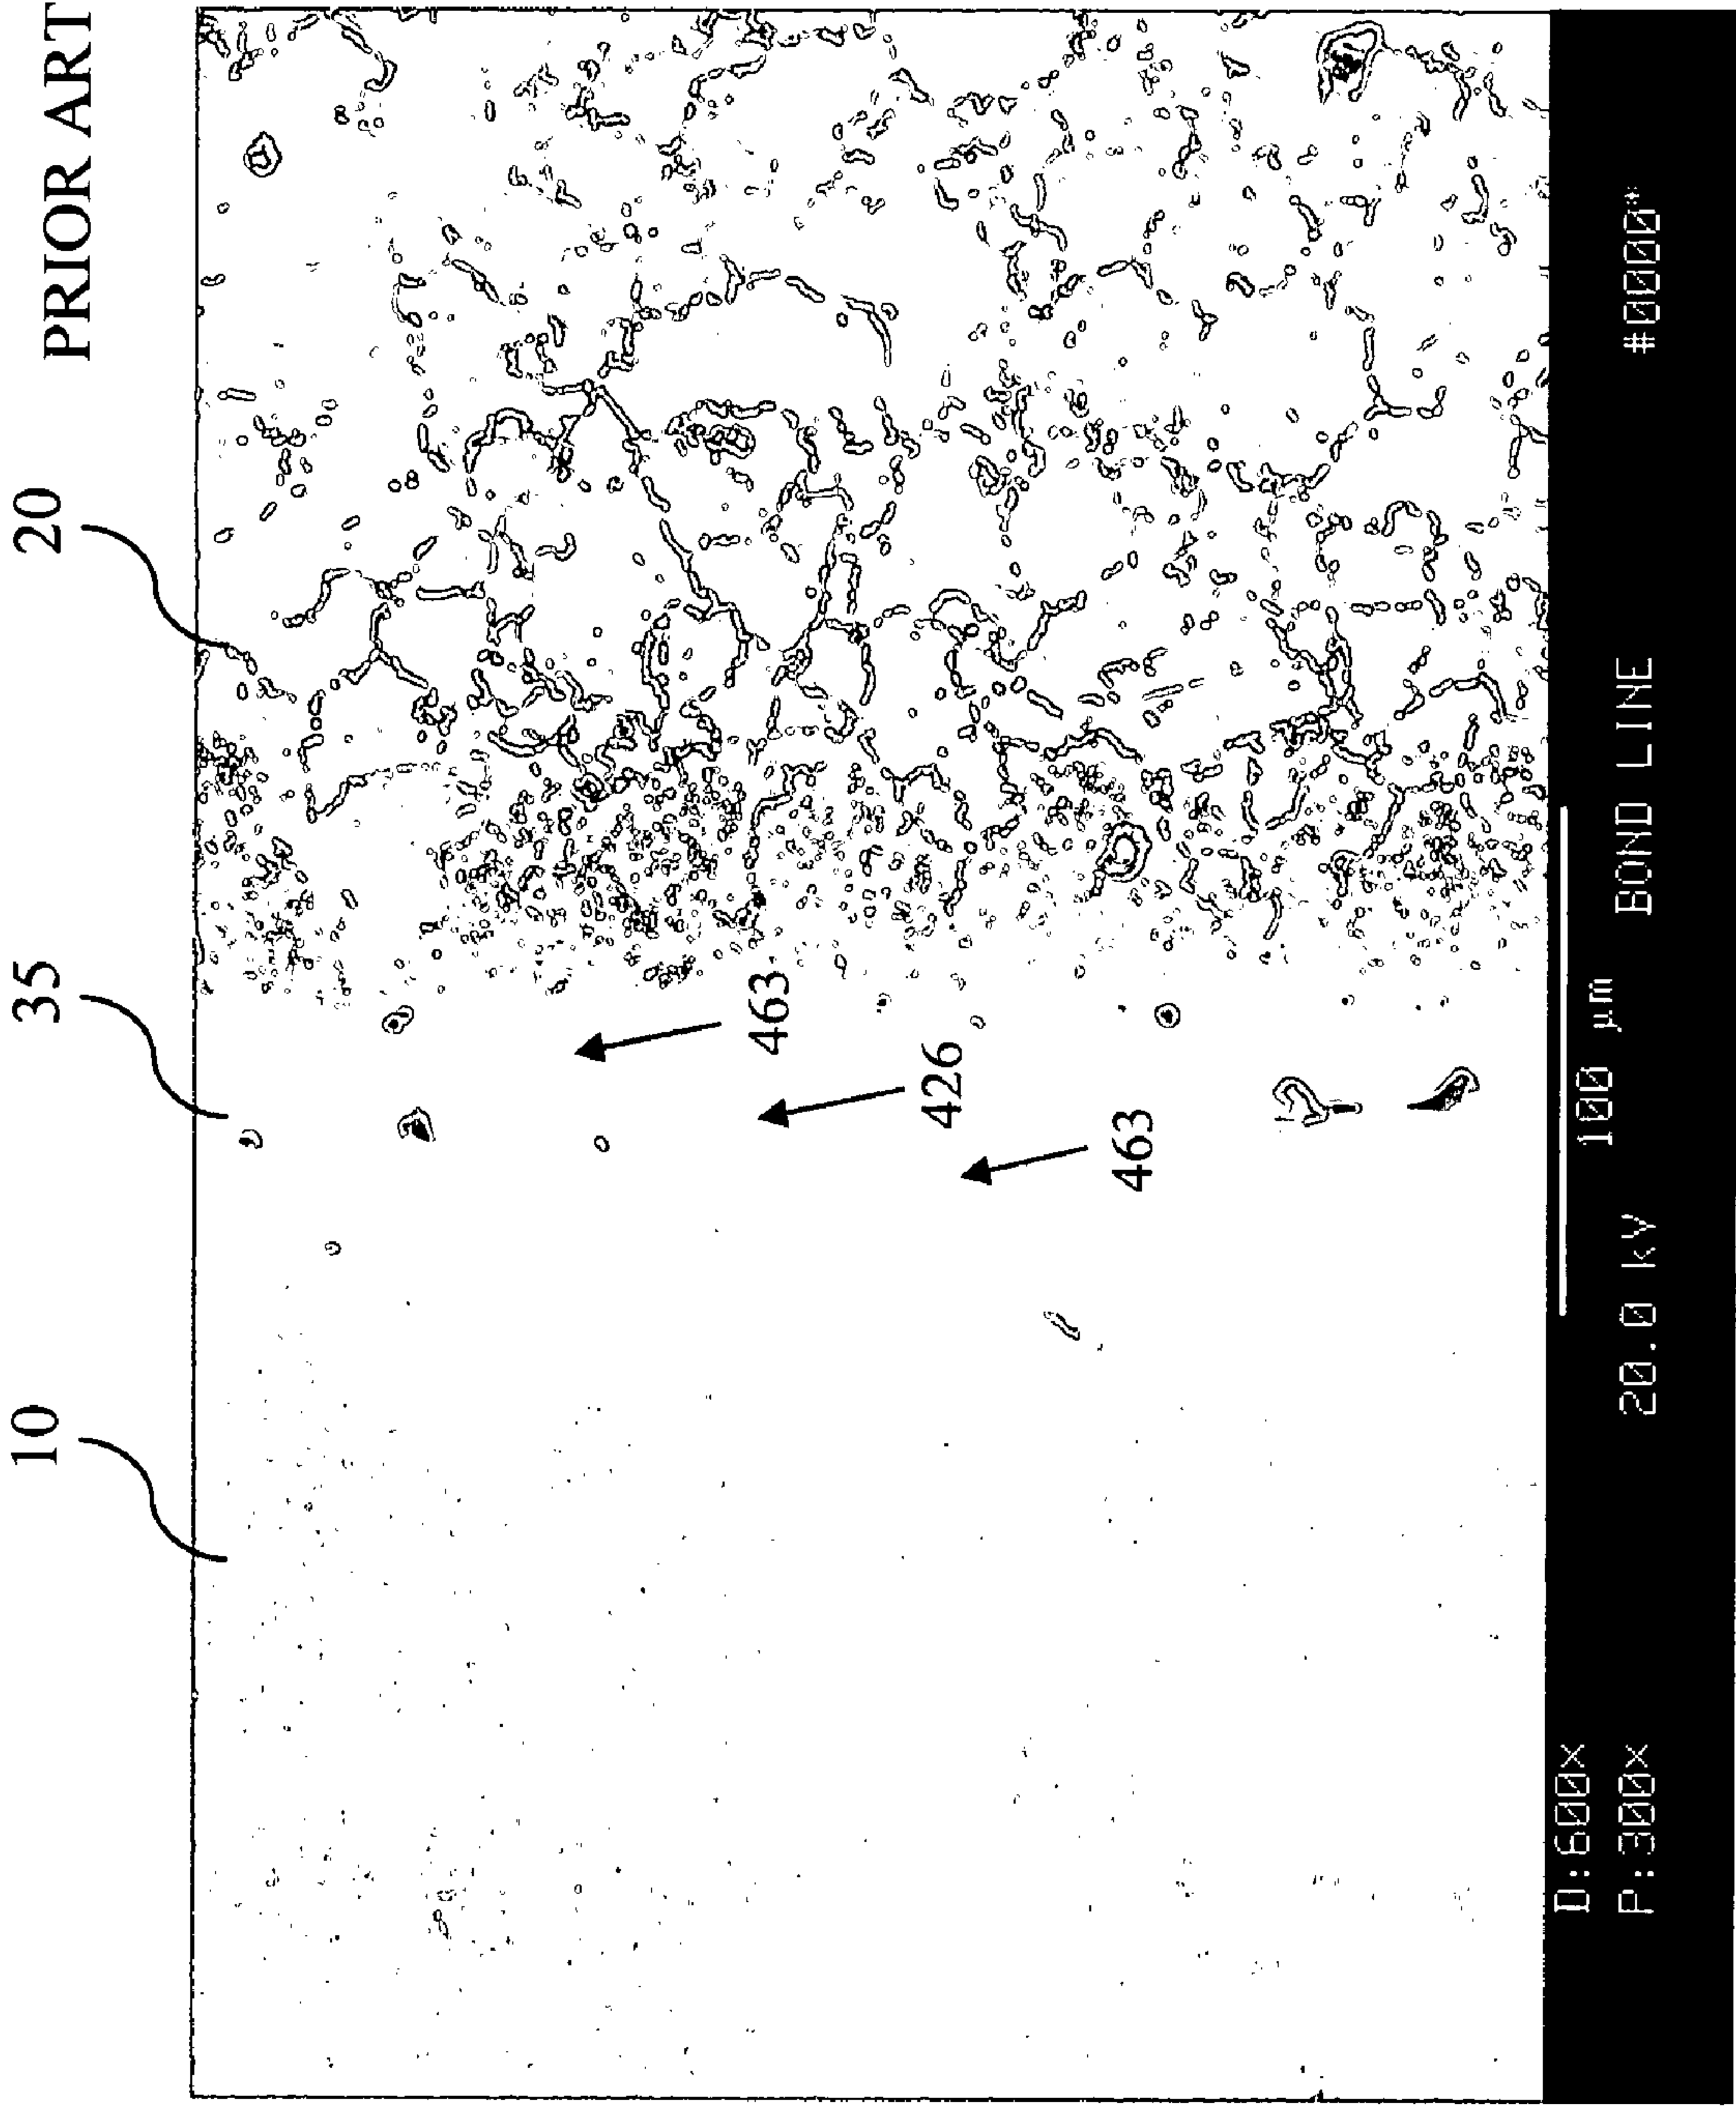 PRIOR ART
10
35
20
463
426
463
D:600x
100 µm
P:300x 20.0 kV BOND LINE #0000*